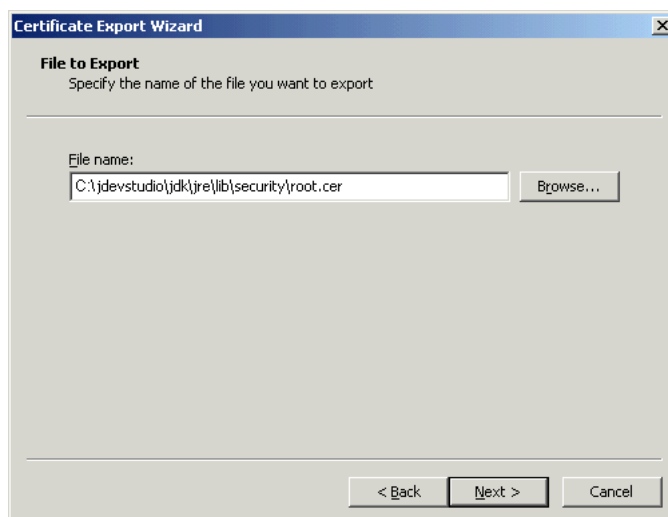 Certificate Export Wizard
File to Export
Specify the name of the file you want to export
File name:
C:\jdevstudio\jdk\jre\lib\security\root.cer
Browse...
< Back
Next >
Cancel